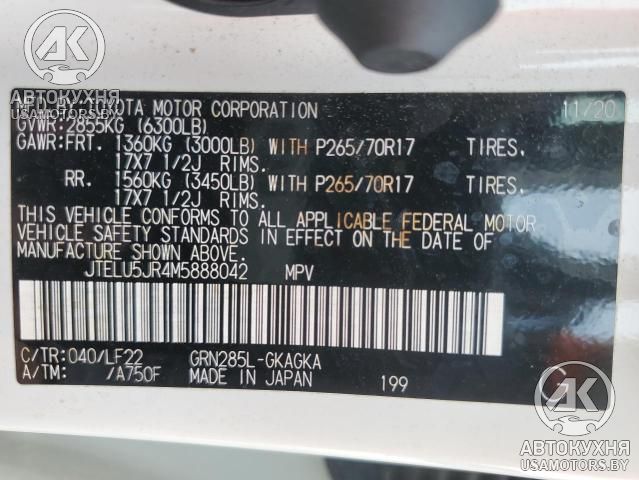 AK
АВТОКУХНЯ
USAMOTORS.BY
TOYOTA MOTOR CORPORATION 11/20
GVWR:2855KG (6300LB)
GAWR:FRT. 1360KG (3000LB) WITH P265/70R17 TIRES.
17X7 1/2J RIMS.
RR. 1560KG (3450LB) WITH P265/70R17 TIRES.
17X7 1/2J RIMS.
THIS VEHICLE CONFORMS TO ALL APPLICABLE FEDERAL MOTOR
VEHICLE SAFETY STANDARDS IN EFFECT ON THE DATE OF
MANUFACTURE SHOWN ABOVE.
JTELU5JR4M5888042 MPV
C/TR:040/LF22 GRN285L-GKAGKA
A/TM: /A750F MADE IN JAPAN 199
AK
АВТОКУХНЯ
USAMOTORS.BY